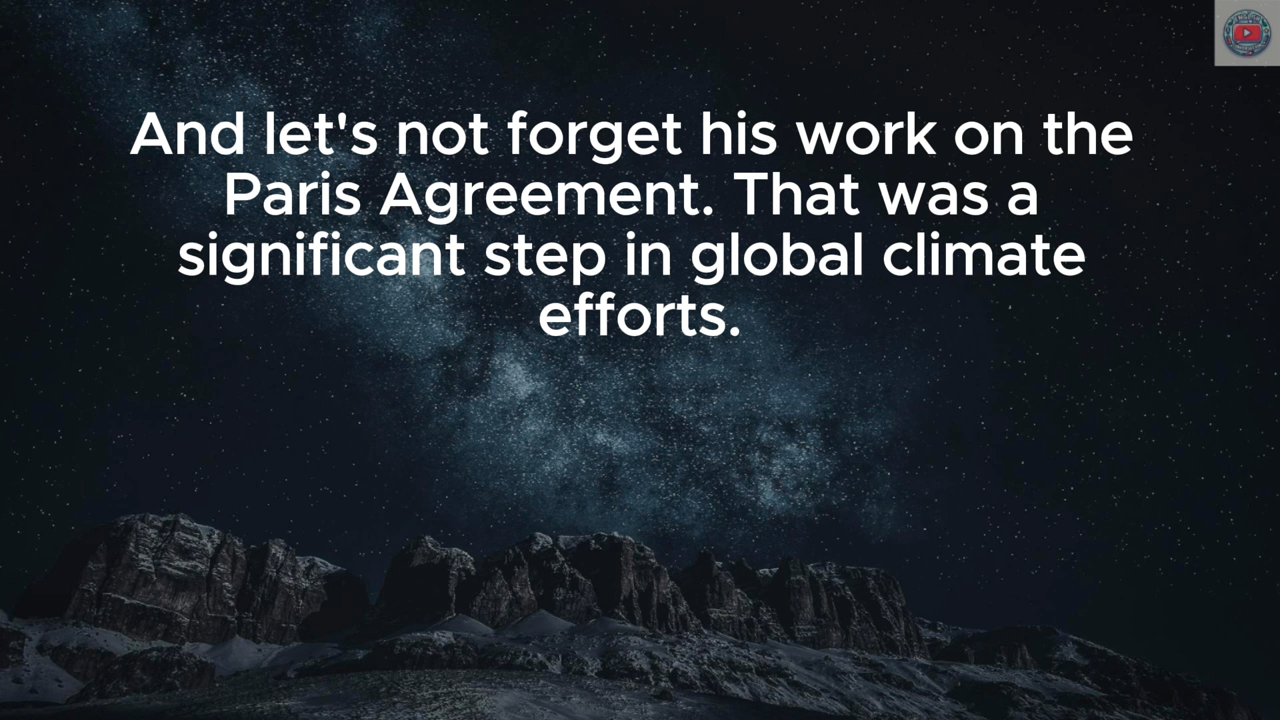 And let's not forget his work on the
Paris Agreement. That was a
significant step in global climate
efforts.